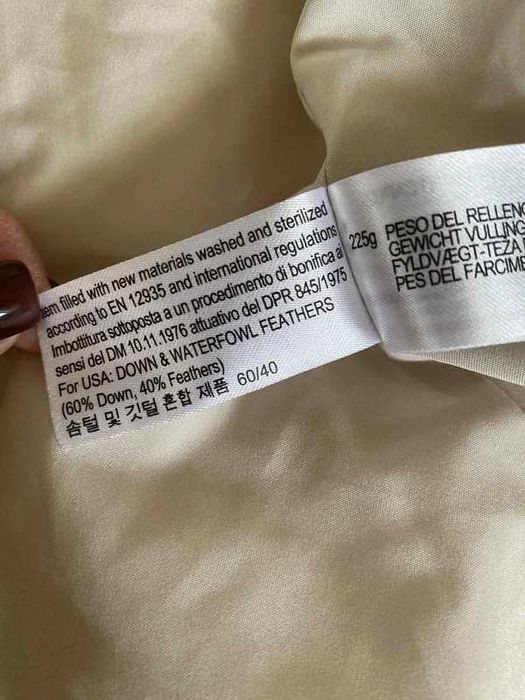 filled with new materials washed and sterilized
according to EN 12935 and international regulations
Imbottitura sottoposta a un procedimento di bonifica ai
sensi del DM 10.11.1976 attuativo del DPR 845/1975
For USA: DOWN & WATERFOWL FEATHERS
(60% Down, 40% Feathers)
솜털 및 깃털 혼합 제품 60/40
225g
PESO DEL RELLENO
GEWICHT VULLING
FYLDVÆGT-TEZA
PES DEL FARCIME